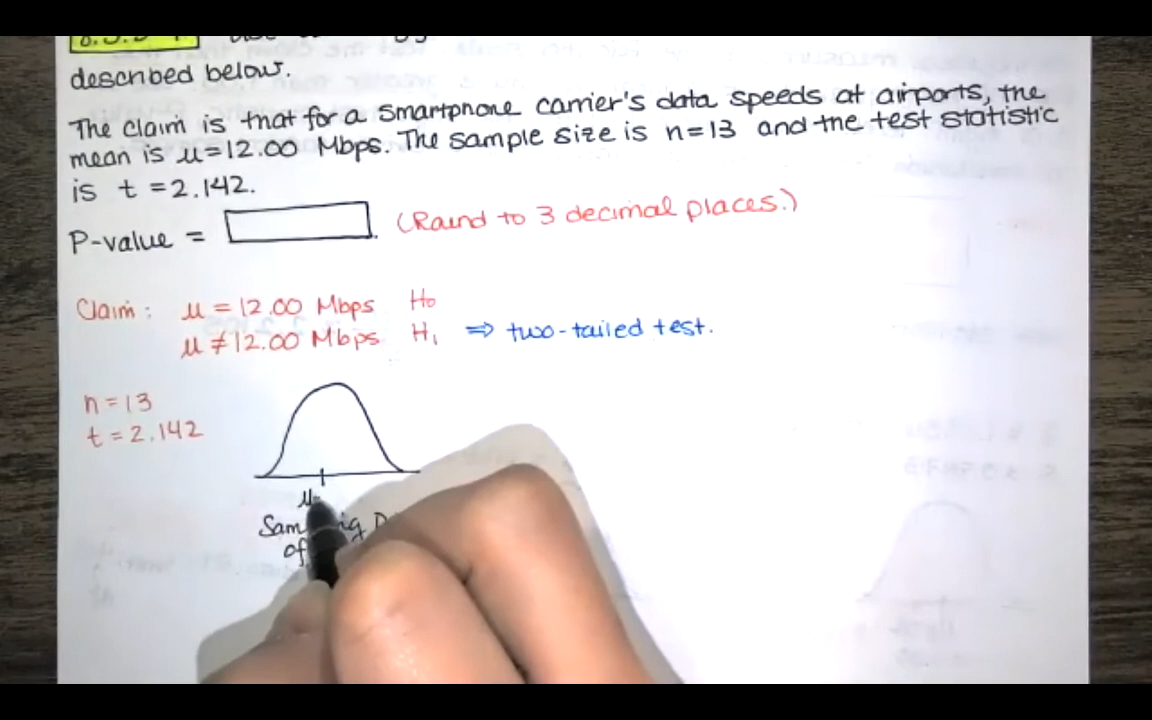 described below.
The claim is that for a smartphone carrier's data speeds at airports, the
mean is μ=12.00 Mbps. The sample size is n=13 and the test statistic
is t=2.142.
P-value = (Round to 3 decimal places.)
Claim: μ = 12.00 Mbps H₀
μ ≠ 12.00 Mbps H₁ ⇒ two-tailed test.
n=13
t=2.142
μ
of